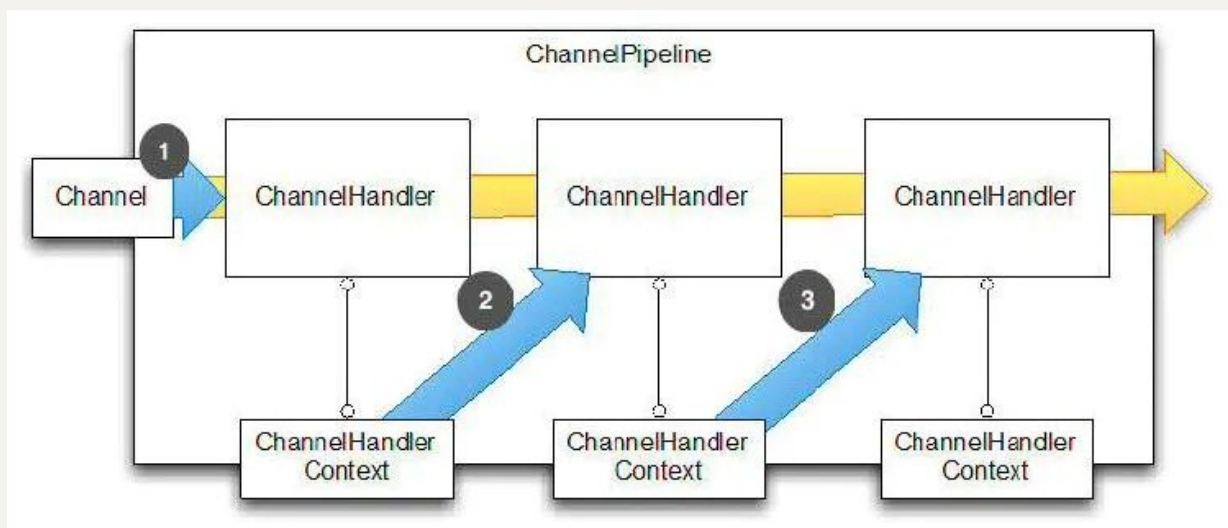 ChannelPipeline
1
Channel
ChannelHandler
ChannelHandler
ChannelHandler
2
3
ChannelHandler
Context
ChannelHandler
Context
ChannelHandler
Context